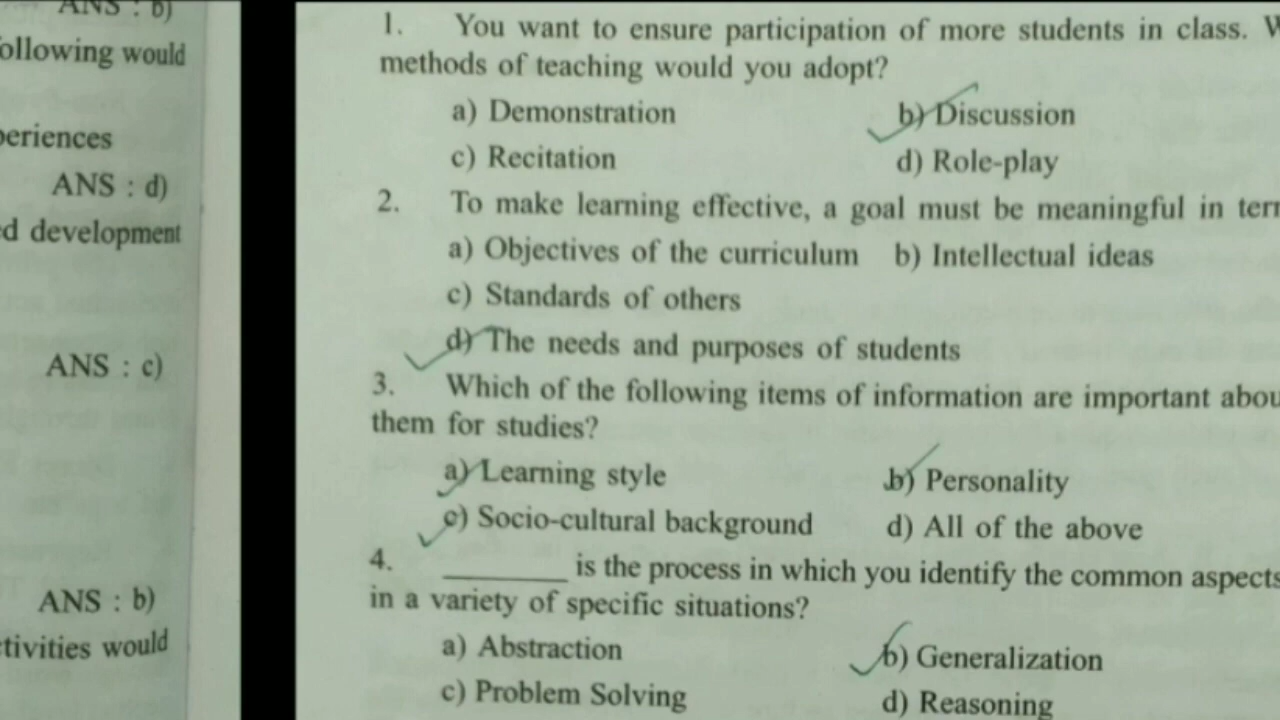 ANS : b)
ollowing would
periences
ANS : d)
d development
ANS : c)
ANS : b)
tivities would
1. You want to ensure participation of more students in class. W
methods of teaching would you adopt?
a) Demonstration b) Discussion
c) Recitation d) Role-play
2. To make learning effective, a goal must be meaningful in ter
a) Objectives of the curriculum b) Intellectual ideas
c) Standards of others
d) The needs and purposes of students
3. Which of the following items of information are important abou
them for studies?
a) Learning style b) Personality
c) Socio-cultural background d) All of the above
4. ________ is the process in which you identify the common aspects
in a variety of specific situations?
a) Abstraction b) Generalization
c) Problem Solving d) Reasoning